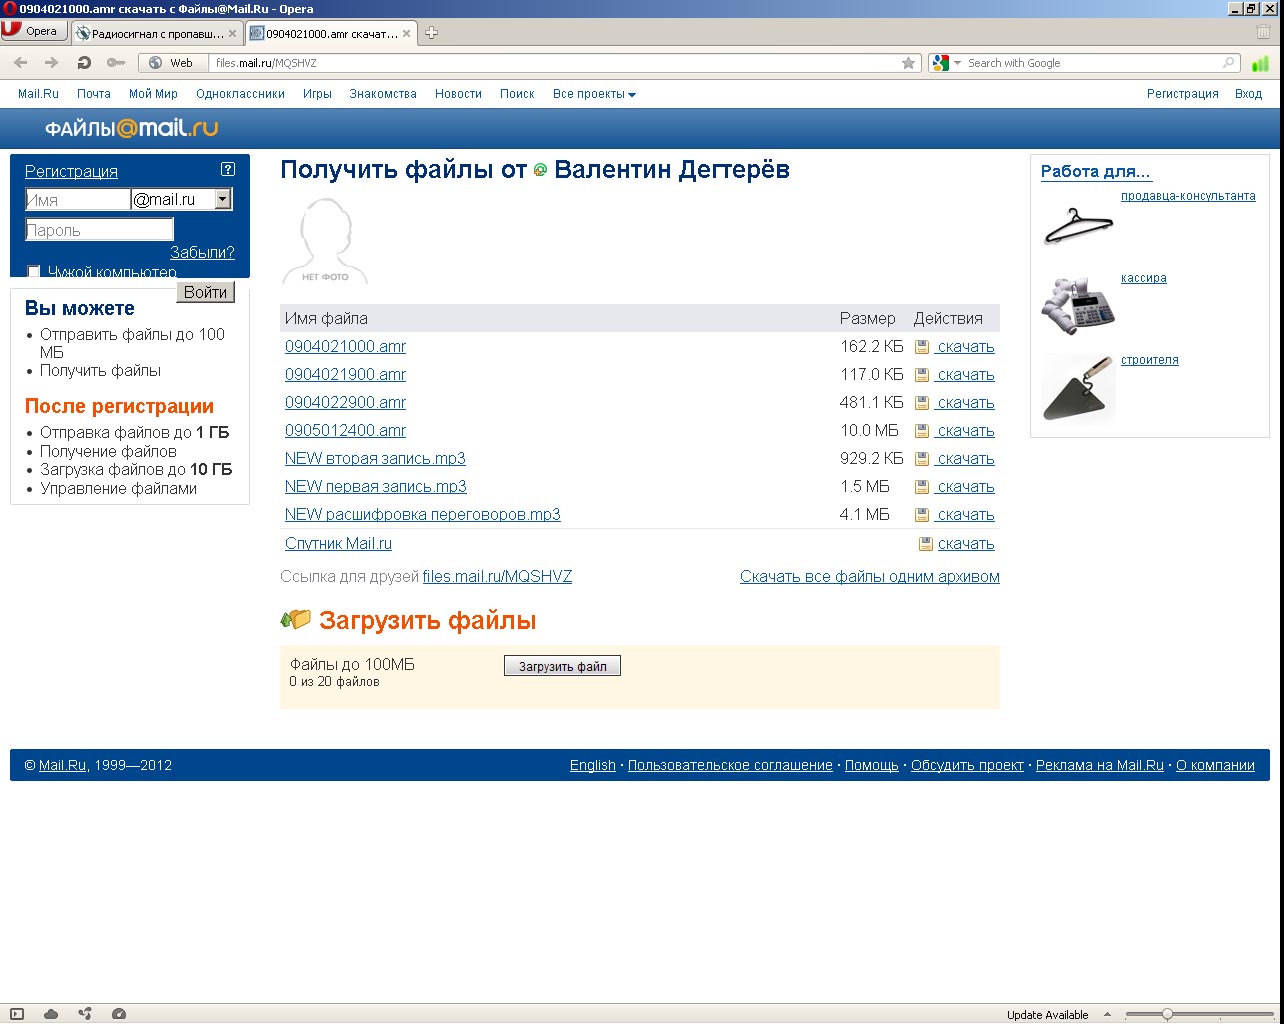 0904021000.amr скачать с Файлы@Mail.Ru - Opera
Opera
Радиосигнал с пропавш...
0904021000.amr скачат...
Web
files.mail.ru/MQSHVZ
Search with Google
Mail.Ru Почта Мой Мир Одноклассники Игры Знакомства Новости Поиск Все проекты
Регистрация Вход
ФАЙЛЫ@mail.ru
Регистрация
?
Имя
@mail.ru
Пароль
Забыли?
Чужой компьютер
Войти
Вы можете
Отправить файлы до 100
МБ
Получить файлы
После регистрации
Отправка файлов до 1 ГБ
Получение файлов
Загрузка файлов до 10 ГБ
Управление файлами
Получить файлы от Валентин Дегтерёв
НЕТ ФОТО
Имя файла Размер Действия
0904021000.amr 162.2 КБ скачать
0904021900.amr 117.0 КБ скачать
0904022900.amr 481.1 КБ скачать
0905012400.amr 10.0 МБ скачать
NEW вторая запись.mp3 929.2 КБ скачать
NEW первая запись.mp3 1.5 МБ скачать
NEW расшифровка переговоров.mp3 4.1 МБ скачать
Спутник Mail.ru скачать
Ссылка для друзей files.mail.ru/MQSHVZ Скачать все файлы одним архивом
Загрузить файлы
Файлы до 100МБ
0 из 20 файлов
Загрузить файл
Работа для...
продавца-консультанта
кассира
строителя
© Mail.Ru, 1999—2012
English · Пользовательское соглашение · Помощь · Обсудить проект · Реклама на Mail.Ru · О компании
Update Available